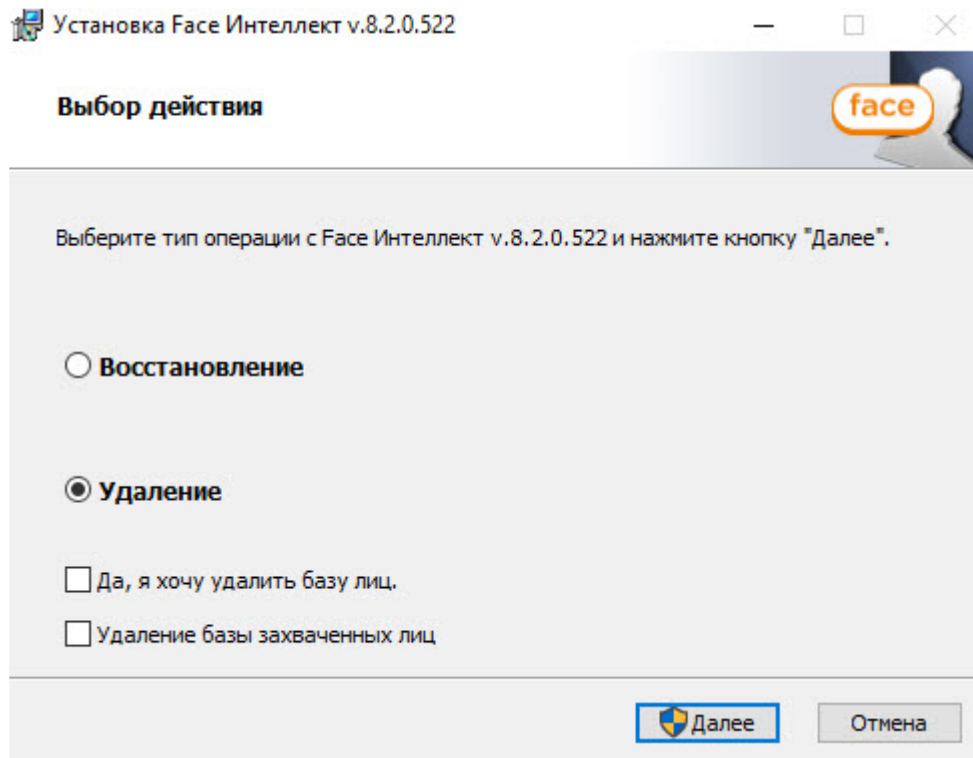 Установка Face Интеллект v.8.2.0.522
Выбор действия
face
Выберите тип операции с Face Интеллект v.8.2.0.522 и нажмите кнопку "Далее".
Восстановление
Удаление
Да, я хочу удалить базу лиц.
Удаление базы захваченных лиц
Далее
Отмена